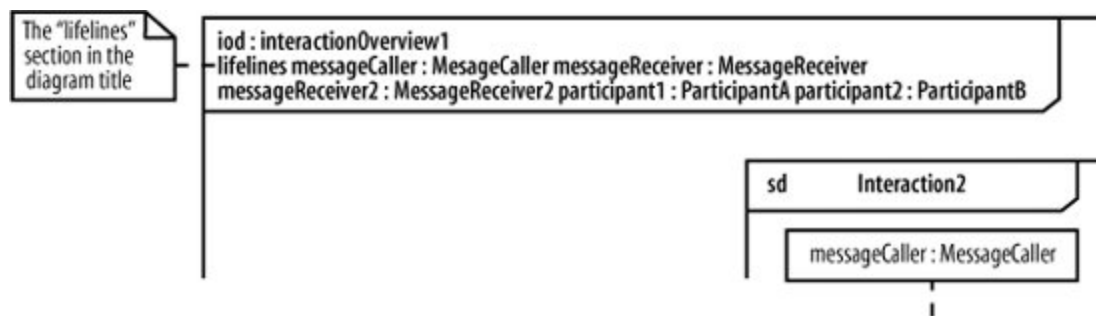 The “lifelines”
section in the
diagram title
iod : interactionOverview1
lifelines messageCaller : MesageCaller messageReceiver : MessageReceiver
messageReceiver2 : MessageReceiver2 participant1 : ParticipantA participant2 : ParticipantB
sd Interaction2
messageCaller : MessageCaller